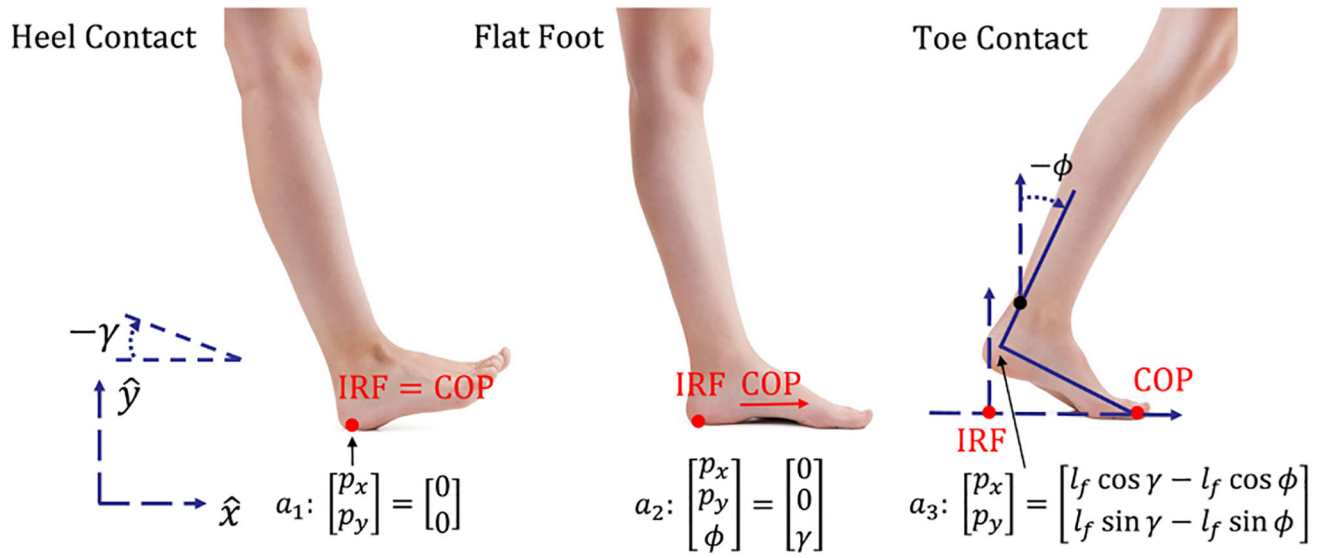 Heel Contact
Flat Foot
Toe Contact
−ϕ
−γ
ŷ
x̂
IRF = COP
IRF COP
COP
IRF
a₁: [pₓ p_y] = [0 0]
a₂: [pₓ p_y ϕ] = [0 0 γ]
a₃: [pₓ p_y] = [l_f cos γ − l_f cos ϕ l_f sin γ − l_f sin ϕ]